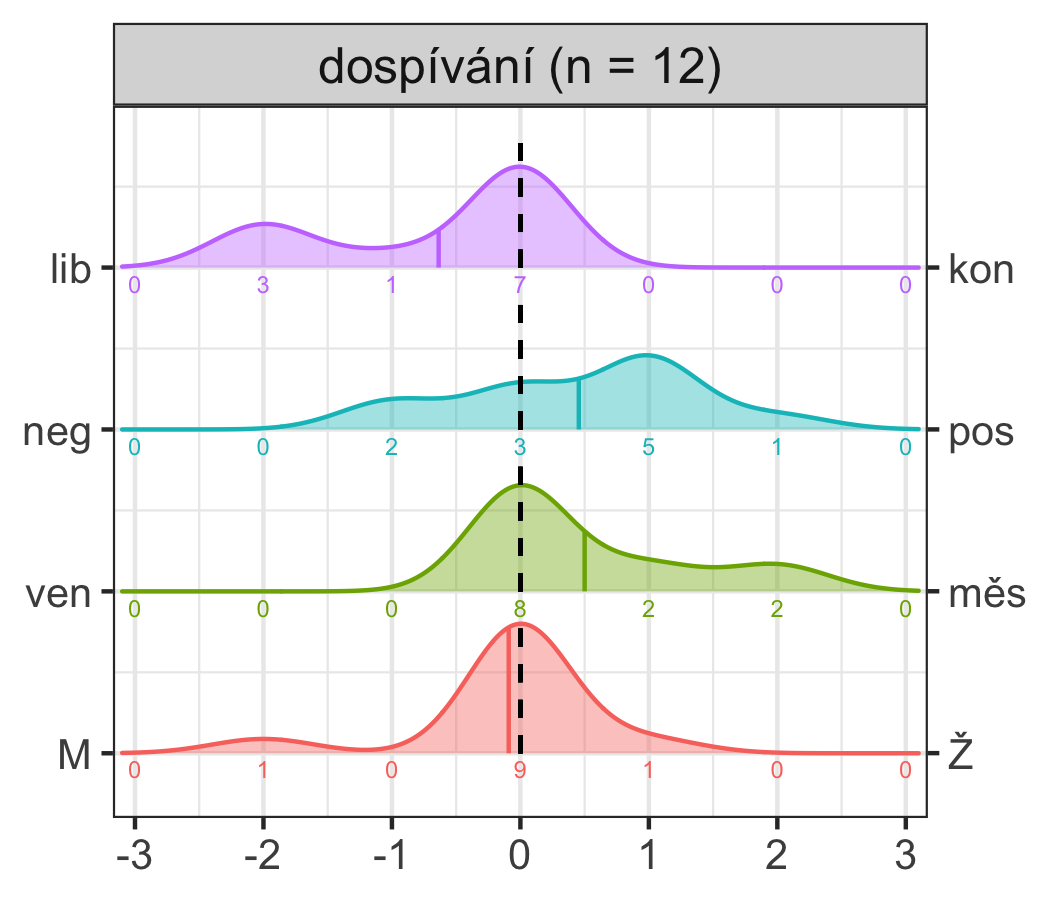 dospívání (n = 12)
lib kon
0 3 1 7 0 0 0
neg pos
0 0 2 3 5 1 0
ven měs
0 0 0 8 2 2 0
M Ž
0 1 0 9 1 0 0
-3 -2 -1 0 1 2 3